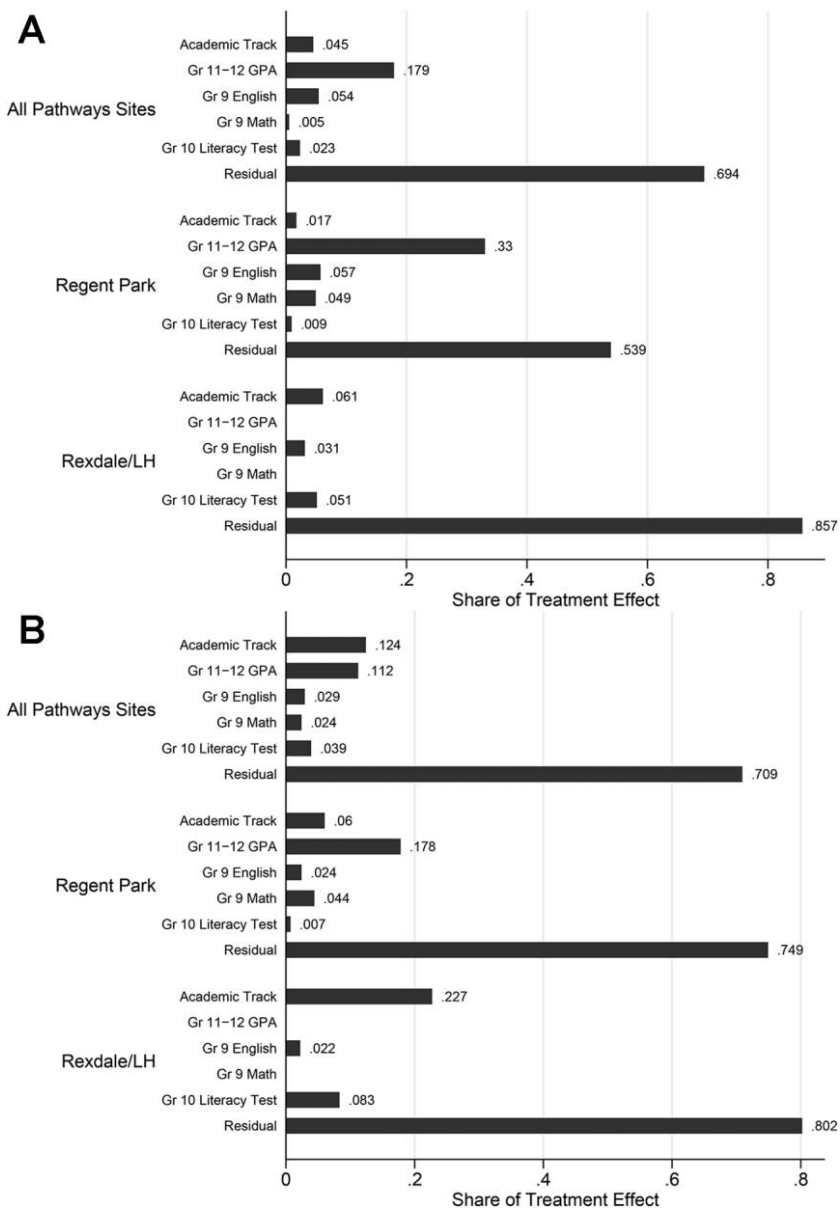 A
All Pathways Sites
Academic Track .045
Gr 11−12 GPA .179
Gr 9 English .054
Gr 9 Math .005
Gr 10 Literacy Test .023
Residual .694
Regent Park
Academic Track .017
Gr 11−12 GPA .33
Gr 9 English .057
Gr 9 Math .049
Gr 10 Literacy Test .009
Residual .539
Rexdale/LH
Academic Track .061
Gr 11−12 GPA
Gr 9 English .031
Gr 9 Math
Gr 10 Literacy Test .051
Residual .857
0 .2 .4 .6 .8
Share of Treatment Effect
B
All Pathways Sites
Academic Track .124
Gr 11−12 GPA .112
Gr 9 English .029
Gr 9 Math .024
Gr 10 Literacy Test .039
Residual .709
Regent Park
Academic Track .06
Gr 11−12 GPA .178
Gr 9 English .024
Gr 9 Math .044
Gr 10 Literacy Test .007
Residual .749
Rexdale/LH
Academic Track .227
Gr 11−12 GPA
Gr 9 English .022
Gr 9 Math
Gr 10 Literacy Test .083
Residual .802
0 .2 .4 .6 .8
Share of Treatment Effect